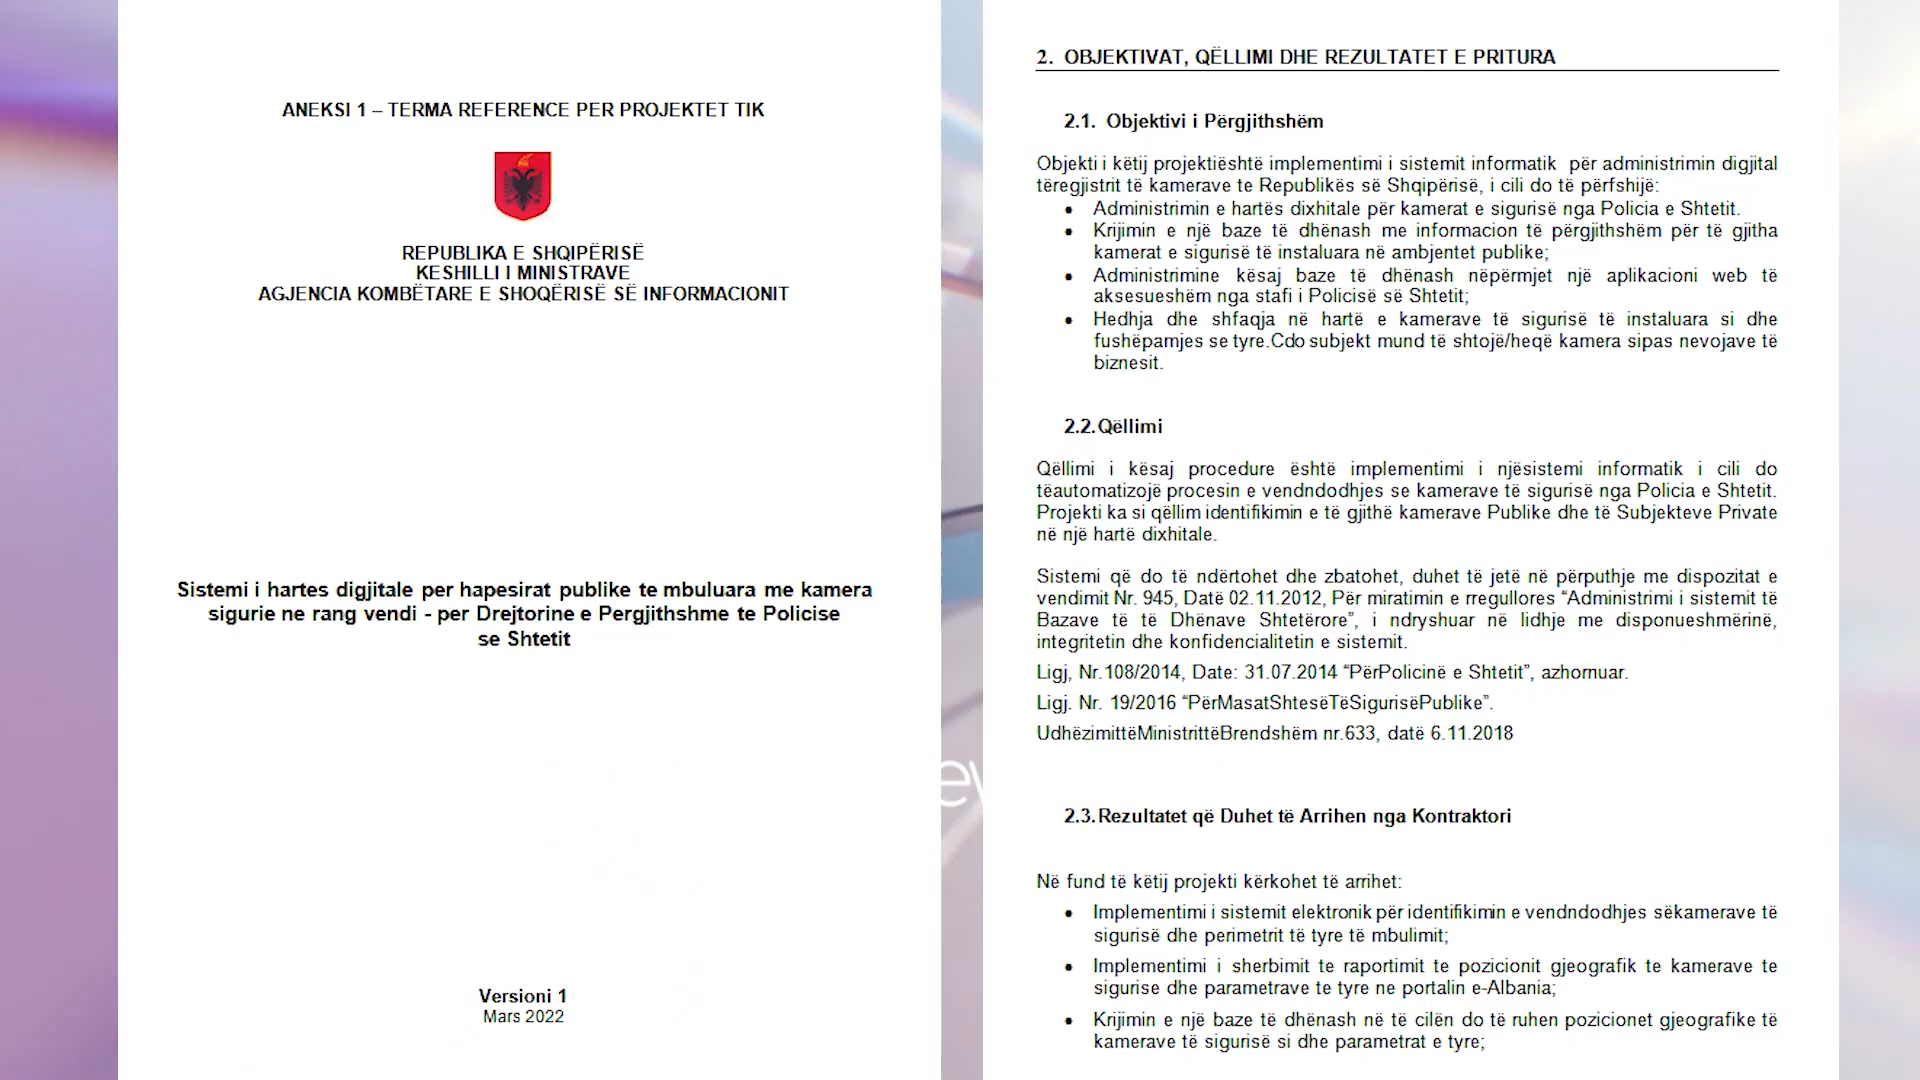 ANEKSI 1 – TERMA REFERENCE PER PROJEKTET TIK
REPUBLIKA E SHQIPËRISË
KESHILLI I MINISTRAVE
AGJENCIA KOMBËTARE E SHOQËRISË SË INFORMACIONIT
Sistemi i hartes digjitale per hapesirat publike te mbuluara me kamera
sigurie ne rang vendi - per Drejtorine e Pergjithshme te Policise
se Shtetit
Versioni 1
Mars 2022
2. OBJEKTIVAT, QËLLIMI DHE REZULTATET E PRITURA
2.1. Objektivi i Përgjithshëm
Objekti i këtij projektiështë implementimi i sistemit informatik për administrimin digjital
tëregjistrit të kamerave te Republikës së Shqipërisë, i cili do të përfshijë:
• Administrimin e hartës dixhitale për kamerat e sigurisë nga Policia e Shtetit.
• Krijimin e një baze të dhënash me informacion të përgjithshëm për të gjitha
kamerat e sigurisë të instaluara në ambjentet publike;
• Administrimine kësaj baze të dhënash nëpërmjet një aplikacioni web të
aksesueshëm nga stafi i Policisë së Shtetit;
• Hedhja dhe shfaqja në hartë e kamerave të sigurisë të instaluara si dhe
fushëpamjes se tyre.Cdo subjekt mund të shtojë/heqë kamera sipas nevojave të
biznesit.
2.2.Qëllimi
Qëllimi i kësaj procedure është implementimi i njësistemi informatik i cili do
tëautomatizojë procesin e vendndodhjes se kamerave të sigurisë nga Policia e Shtetit.
Projekti ka si qëllim identifikimin e të gjithë kamerave Publike dhe të Subjekteve Private
në një hartë dixhitale.
Sistemi që do të ndërtohet dhe zbatohet, duhet të jetë në përputhje me dispozitat e
vendimit Nr. 945, Datë 02.11.2012, Për miratimin e rregullores “Administrimi i sistemit të
Bazave të të Dhënave Shtetërore”, i ndryshuar në lidhje me disponueshmërinë,
integritetin dhe konfidencialitetin e sistemit.
Ligj, Nr.108/2014, Date: 31.07.2014 “PërPolicinë e Shtetit”, azhornuar.
Ligj. Nr. 19/2016 “PërMasatShtesëTëSigurisëPublike”.
UdhëzimittëMinistrittëBrendshëm nr.633, datë 6.11.2018
2.3.Rezultatet që Duhet të Arrihen nga Kontraktori
Në fund të këtij projekti kërkohet të arrihet:
• Implementimi i sistemit elektronik për identifikimin e vendndodhjes sëkamerave të
sigurisë dhe perimetrit të tyre të mbulimit;
• Implementimi i sherbimit te raportimit te pozicionit gjeografik te kamerave te
sigurise dhe parametrave te tyre ne portalin e-Albania;
• Krijimin e një baze të dhënash në të cilën do të ruhen pozicionet gjeografike të
kamerave të sigurisë si dhe parametrat e tyre;